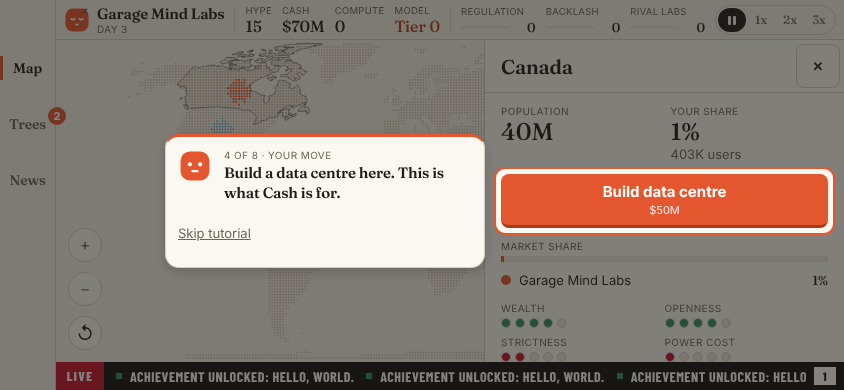 Garage Mind Labs
DAY 3
HYPE
15
CASH
$70M
COMPUTE
0
MODEL
Tier 0
REGULATION
0
BACKLASH
0
RIVAL LABS
0
1x
2x
3x
Map
Trees
2
News
Canada
×
POPULATION
40M
YOUR SHARE
1%
403K users
4 OF 8 · YOUR MOVE
Build a data centre here. This is
what Cash is for.
Skip tutorial
Build data centre
$50M
MARKET SHARE
Garage Mind Labs 1%
WEALTH
OPENNESS
STRICTNESS
POWER COST
+
−
LIVE
ACHIEVEMENT UNLOCKED: HELLO, WORLD. ACHIEVEMENT UNLOCKED: HELLO, WORLD. ACHIEVEMENT UNLOCKED: HELLO
1